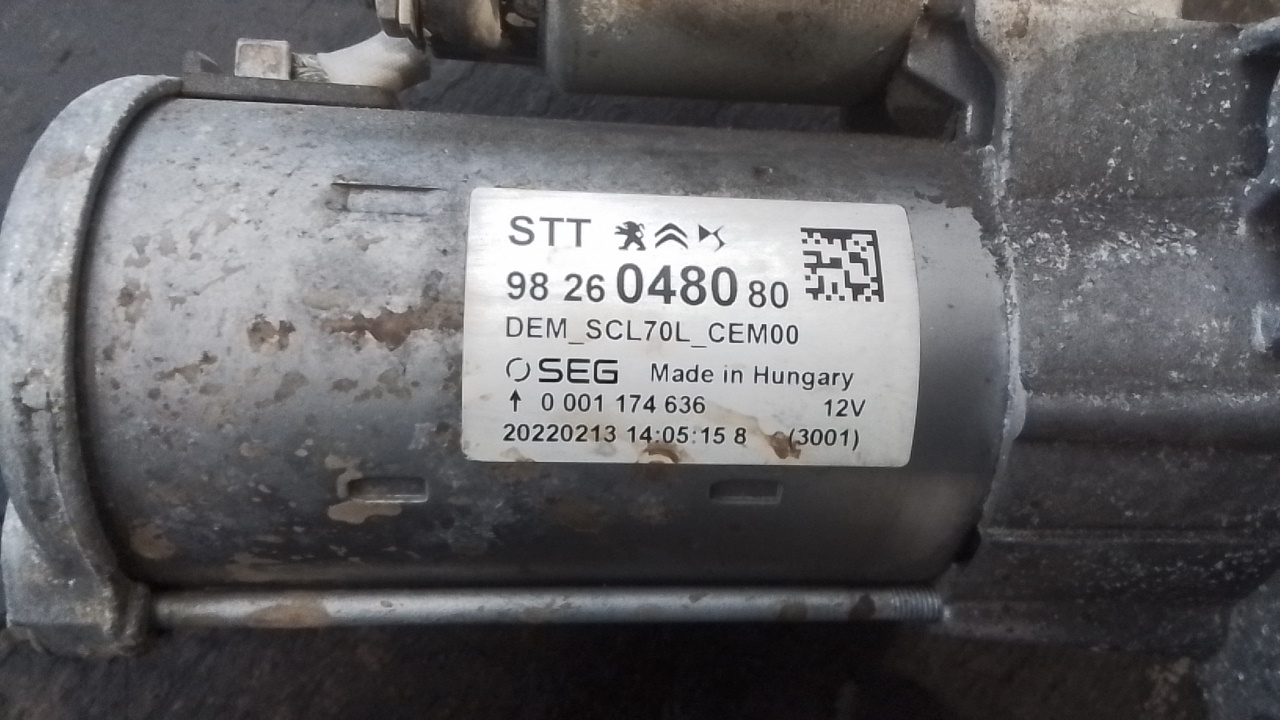 STT
98 26 0480 80
DEM_SCL70L_CEM00
SEG Made in Hungary
0 001 174 636 12V
20220213 14:05:15 8 (3001)